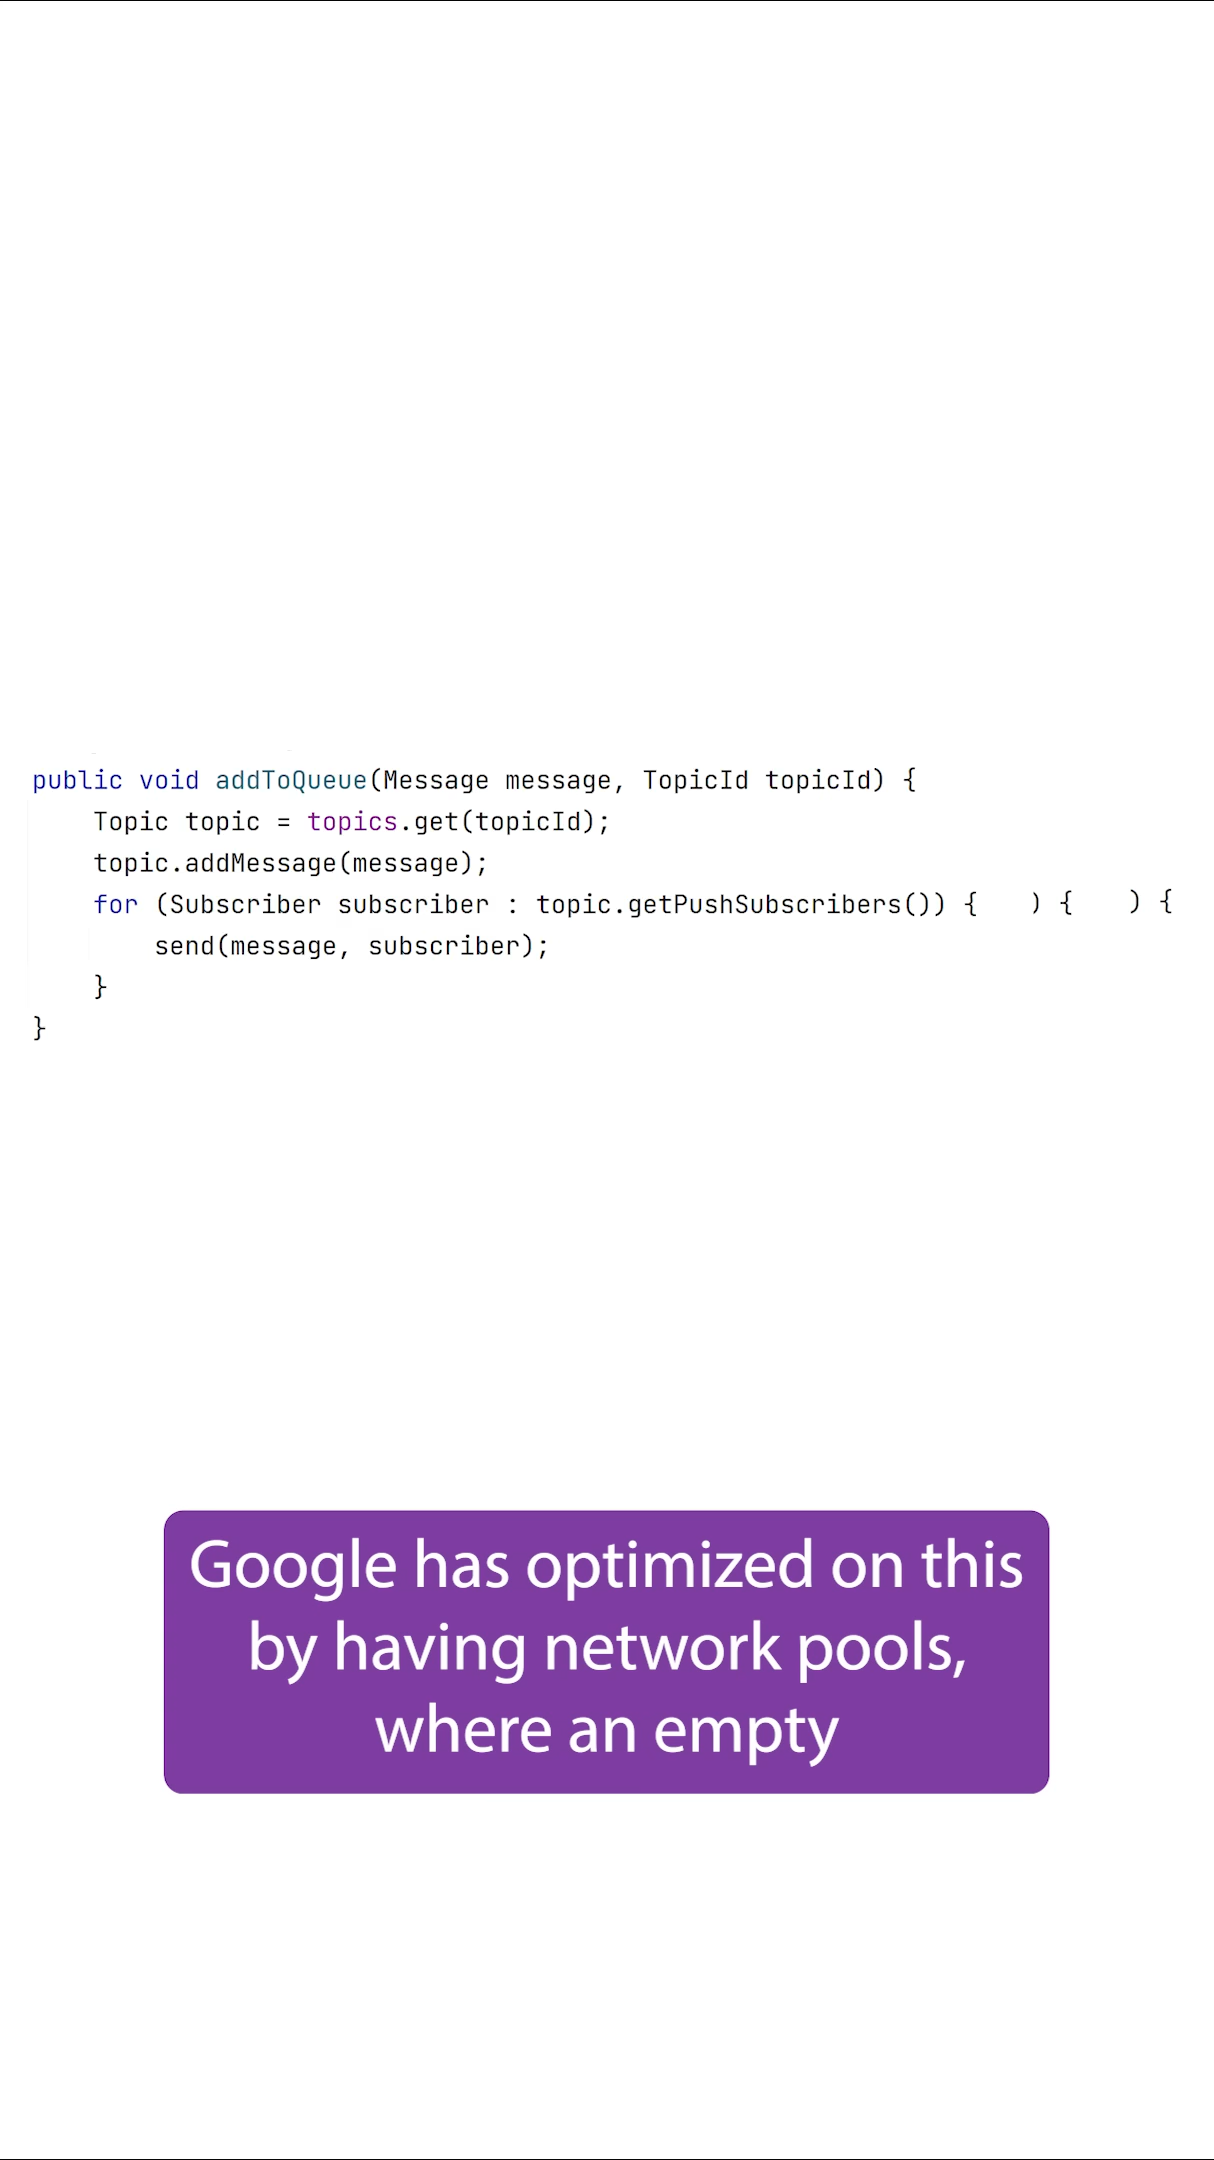 public void addToQueue(Message message, TopicId topicId) {
    Topic topic = topics.get(topicId);
    topic.addMessage(message);
    for (Subscriber subscriber : topic.getPushSubscribers()) {   ) {   ) {
        send(message, subscriber);
    }
}
Google has optimized on this
by having network pools,
where an empty